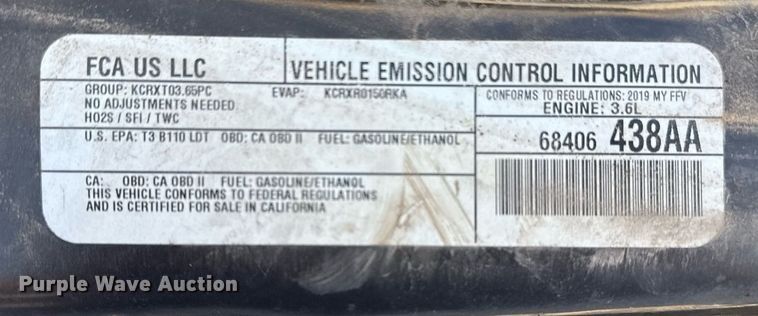 FCA US LLC
VEHICLE EMISSION CONTROL INFORMATION
GROUP: KCRXT03.65PC EVAP: KCRXR0150RKA
NO ADJUSTMENTS NEEDED
HO2S / SFI / TWC
CONFORMS TO REGULATIONS: 2019 MY FFV
ENGINE: 3.6L
U.S. EPA: T3 B110 LDT OBD: CA OBD II FUEL: GASOLINE/ETHANOL
68406 438AA
CA: OBD: CA OBD II FUEL: GASOLINE/ETHANOL
THIS VEHICLE CONFORMS TO FEDERAL REGULATIONS
AND IS CERTIFIED FOR SALE IN CALIFORNIA
Purple Wave Auction